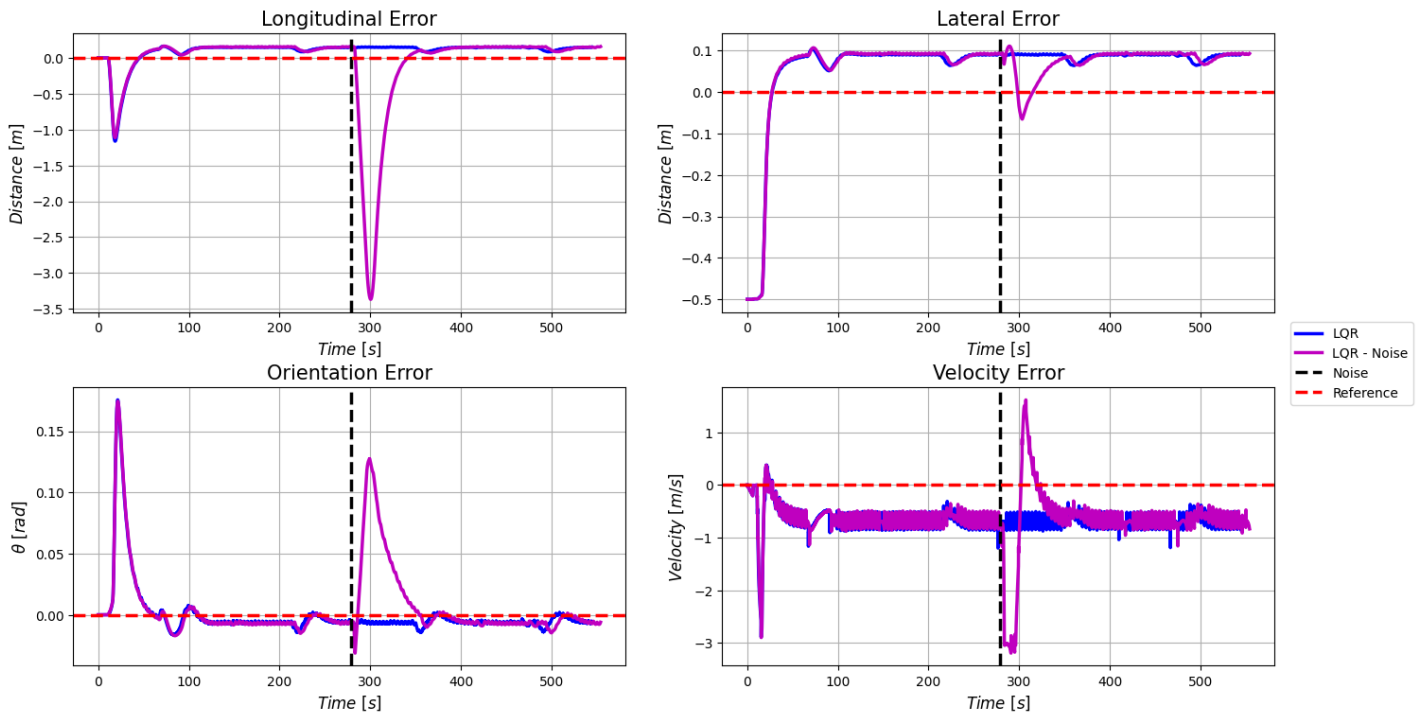 Longitudinal Error
Distance [m]
0.0
−0.5
−1.0
−1.5
−2.0
−2.5
−3.0
−3.5
0 100 200 300 400 500
Time [s]
Lateral Error
Distance [m]
0.1
0.0
−0.1
−0.2
−0.3
−0.4
−0.5
0 100 200 300 400 500
Time [s]
LQR
LQR - Noise
Noise
Reference
Orientation Error
θ [rad]
0.15
0.10
0.05
0.00
0 100 200 300 400 500
Time [s]
Velocity Error
Velocity [m/s]
1
0
−1
−2
−3
0 100 200 300 400 500
Time [s]